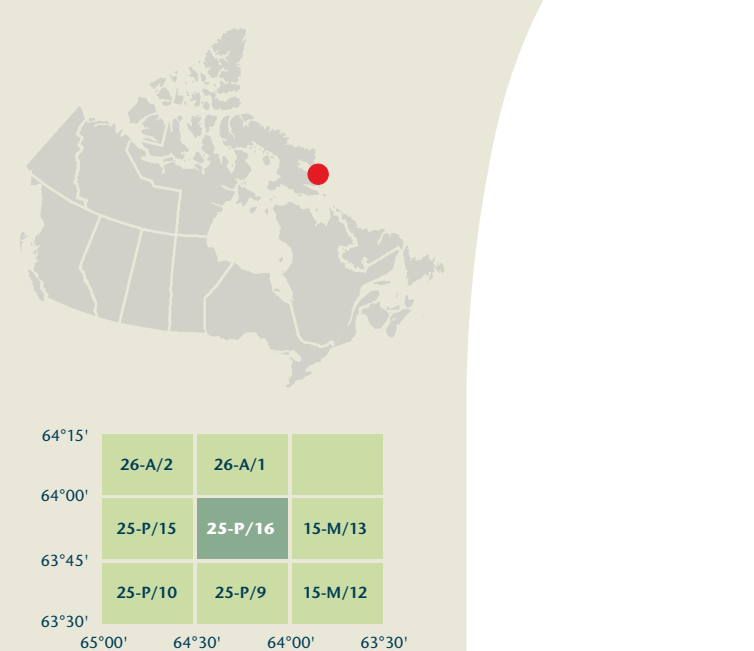 64°15'
26-A/2 26-A/1
64°00'
25-P/15 25-P/16 15-M/13
63°45'
25-P/10 25-P/9 15-M/12
63°30'
65°00' 64°30' 64°00' 63°30'